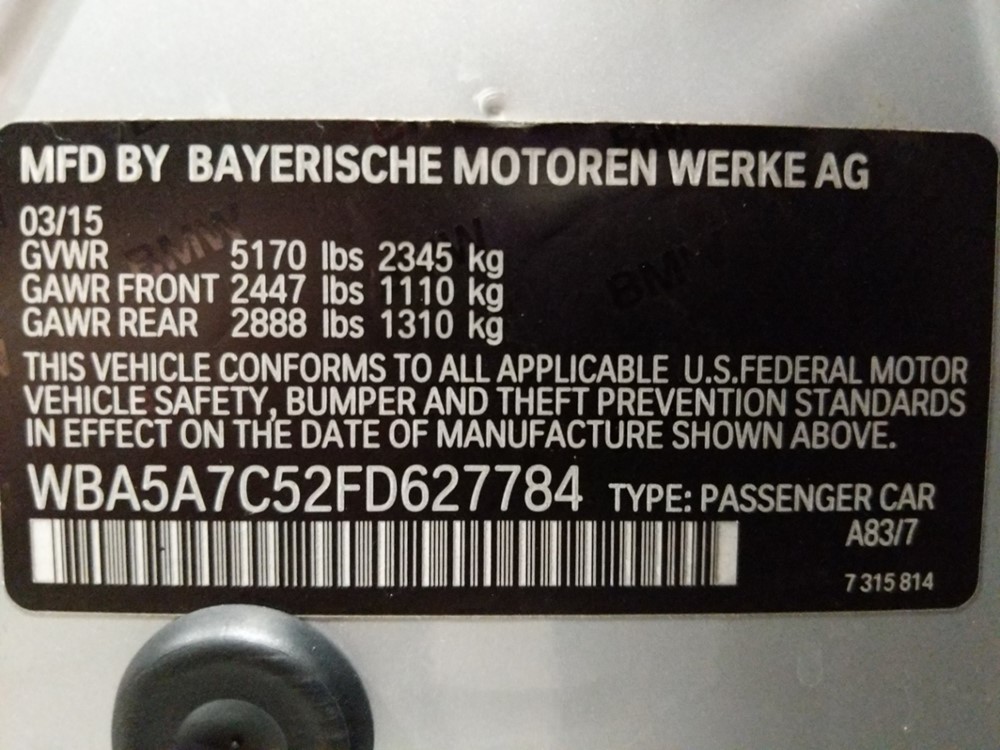 MFD BY BAYERISCHE MOTOREN WERKE AG
03/15
GVWR 5170 lbs 2345 kg
GAWR FRONT 2447 lbs 1110 kg
GAWR REAR 2888 lbs 1310 kg
THIS VEHICLE CONFORMS TO ALL APPLICABLE U.S.FEDERAL MOTOR
VEHICLE SAFETY, BUMPER AND THEFT PREVENTION STANDARDS
IN EFFECT ON THE DATE OF MANUFACTURE SHOWN ABOVE.
WBA5A7C52FD627784 TYPE: PASSENGER CAR
A83/7
7 315 814
BMW
BMW